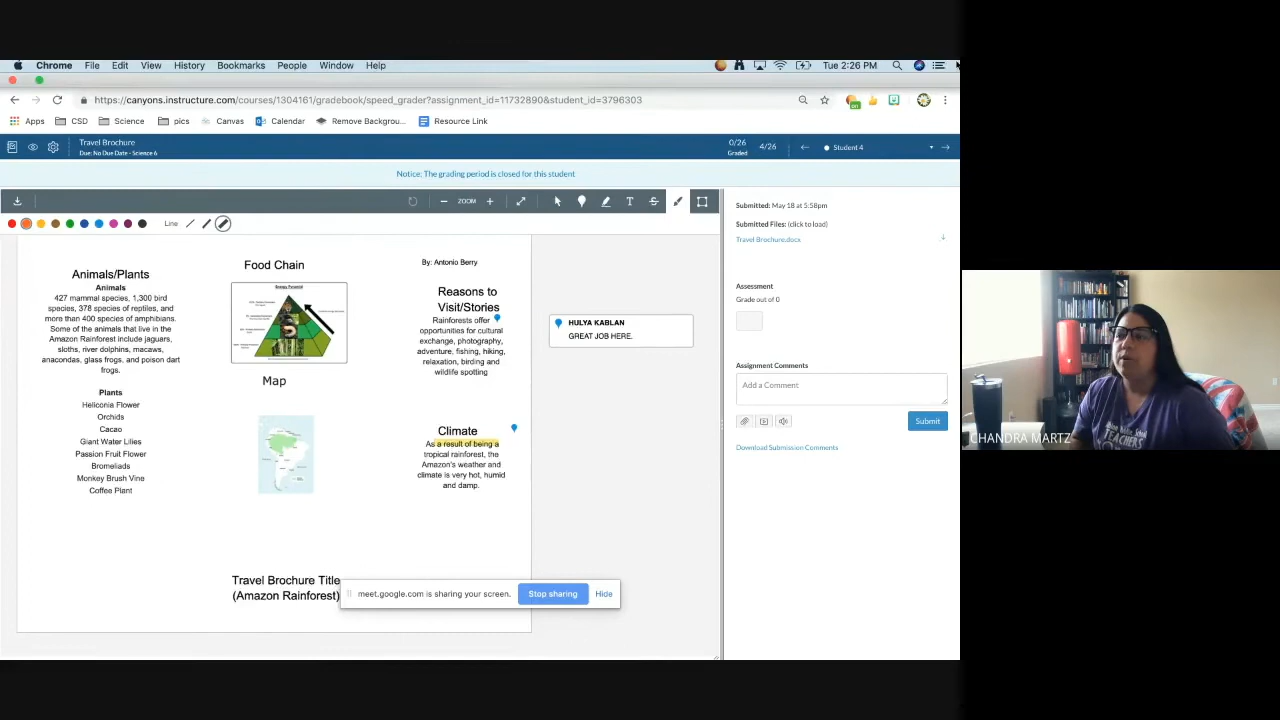 Chrome File Edit View History Bookmarks People Window Help Tue 2:26 PM
https://canyons.instructure.com/courses/1304161/gradebook/speed_grader?assignment_id=11732890&student_id=3796303
Apps CSD Science pics Canvas Calendar Remove Backgrou... Resource Link
Travel Brochure
Due: No Due Date - Science 6
0/26
Graded
4/26
Student 4
Notice: The grading period is closed for this student
ZOOM
Line
Animals/Plants
Animals
427 mammal species, 1,300 bird
species, 378 species of reptiles, and
more than 400 species of amphibians.
Some of the animals that live in the
Amazon Rainforest include jaguars,
sloths, river dolphins, macaws,
anacondas, glass frogs, and poison dart
frogs.
Plants
Heliconia Flower
Orchids
Cacao
Giant Water Lilies
Passion Fruit Flower
Bromeliads
Monkey Brush Vine
Coffee Plant
Food Chain
Energy Pyramid
Map
Travel Brochure Title
(Amazon Rainforest)
By: Antonio Berry
Reasons to
Visit/Stories
Rainforests offer
opportunities for cultural
exchange, photography,
adventure, fishing, hiking,
relaxation, birding and
wildlife spotting
Climate
As a result of being a
tropical rainforest, the
Amazon's weather and
climate is very hot, humid
and damp.
HULYA KABLAN
GREAT JOB HERE.
meet.google.com is sharing your screen.
Stop sharing
Hide
Submitted: May 18 at 5:58pm
Submitted Files: (click to load)
Travel Brochure.docx
Assessment
Grade out of 0
Assignment Comments
Add a Comment
Submit
Download Submission Comments
CHANDRA MARTZ
TEACHERS